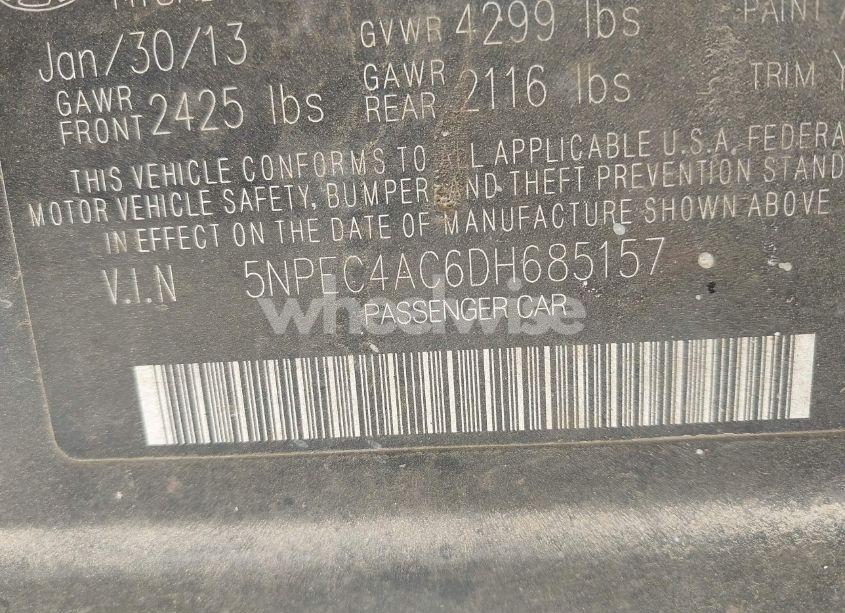 Jan/30/13
GVWR 4299 lbs
PAINT
GAWR FRONT 2425 lbs
GAWR REAR 2116 lbs
TRIM Y
THIS VEHICLE CONFORMS TO ALL APPLICABLE U.S.A. FEDERA
MOTOR VEHICLE SAFETY, BUMPER AND THEFT PREVENTION STAND
IN EFFECT ON THE DATE OF MANUFACTURE SHOWN ABOVE
V.I.N 5NPEC4AC6DH685157
PASSENGER CAR
wheelwise